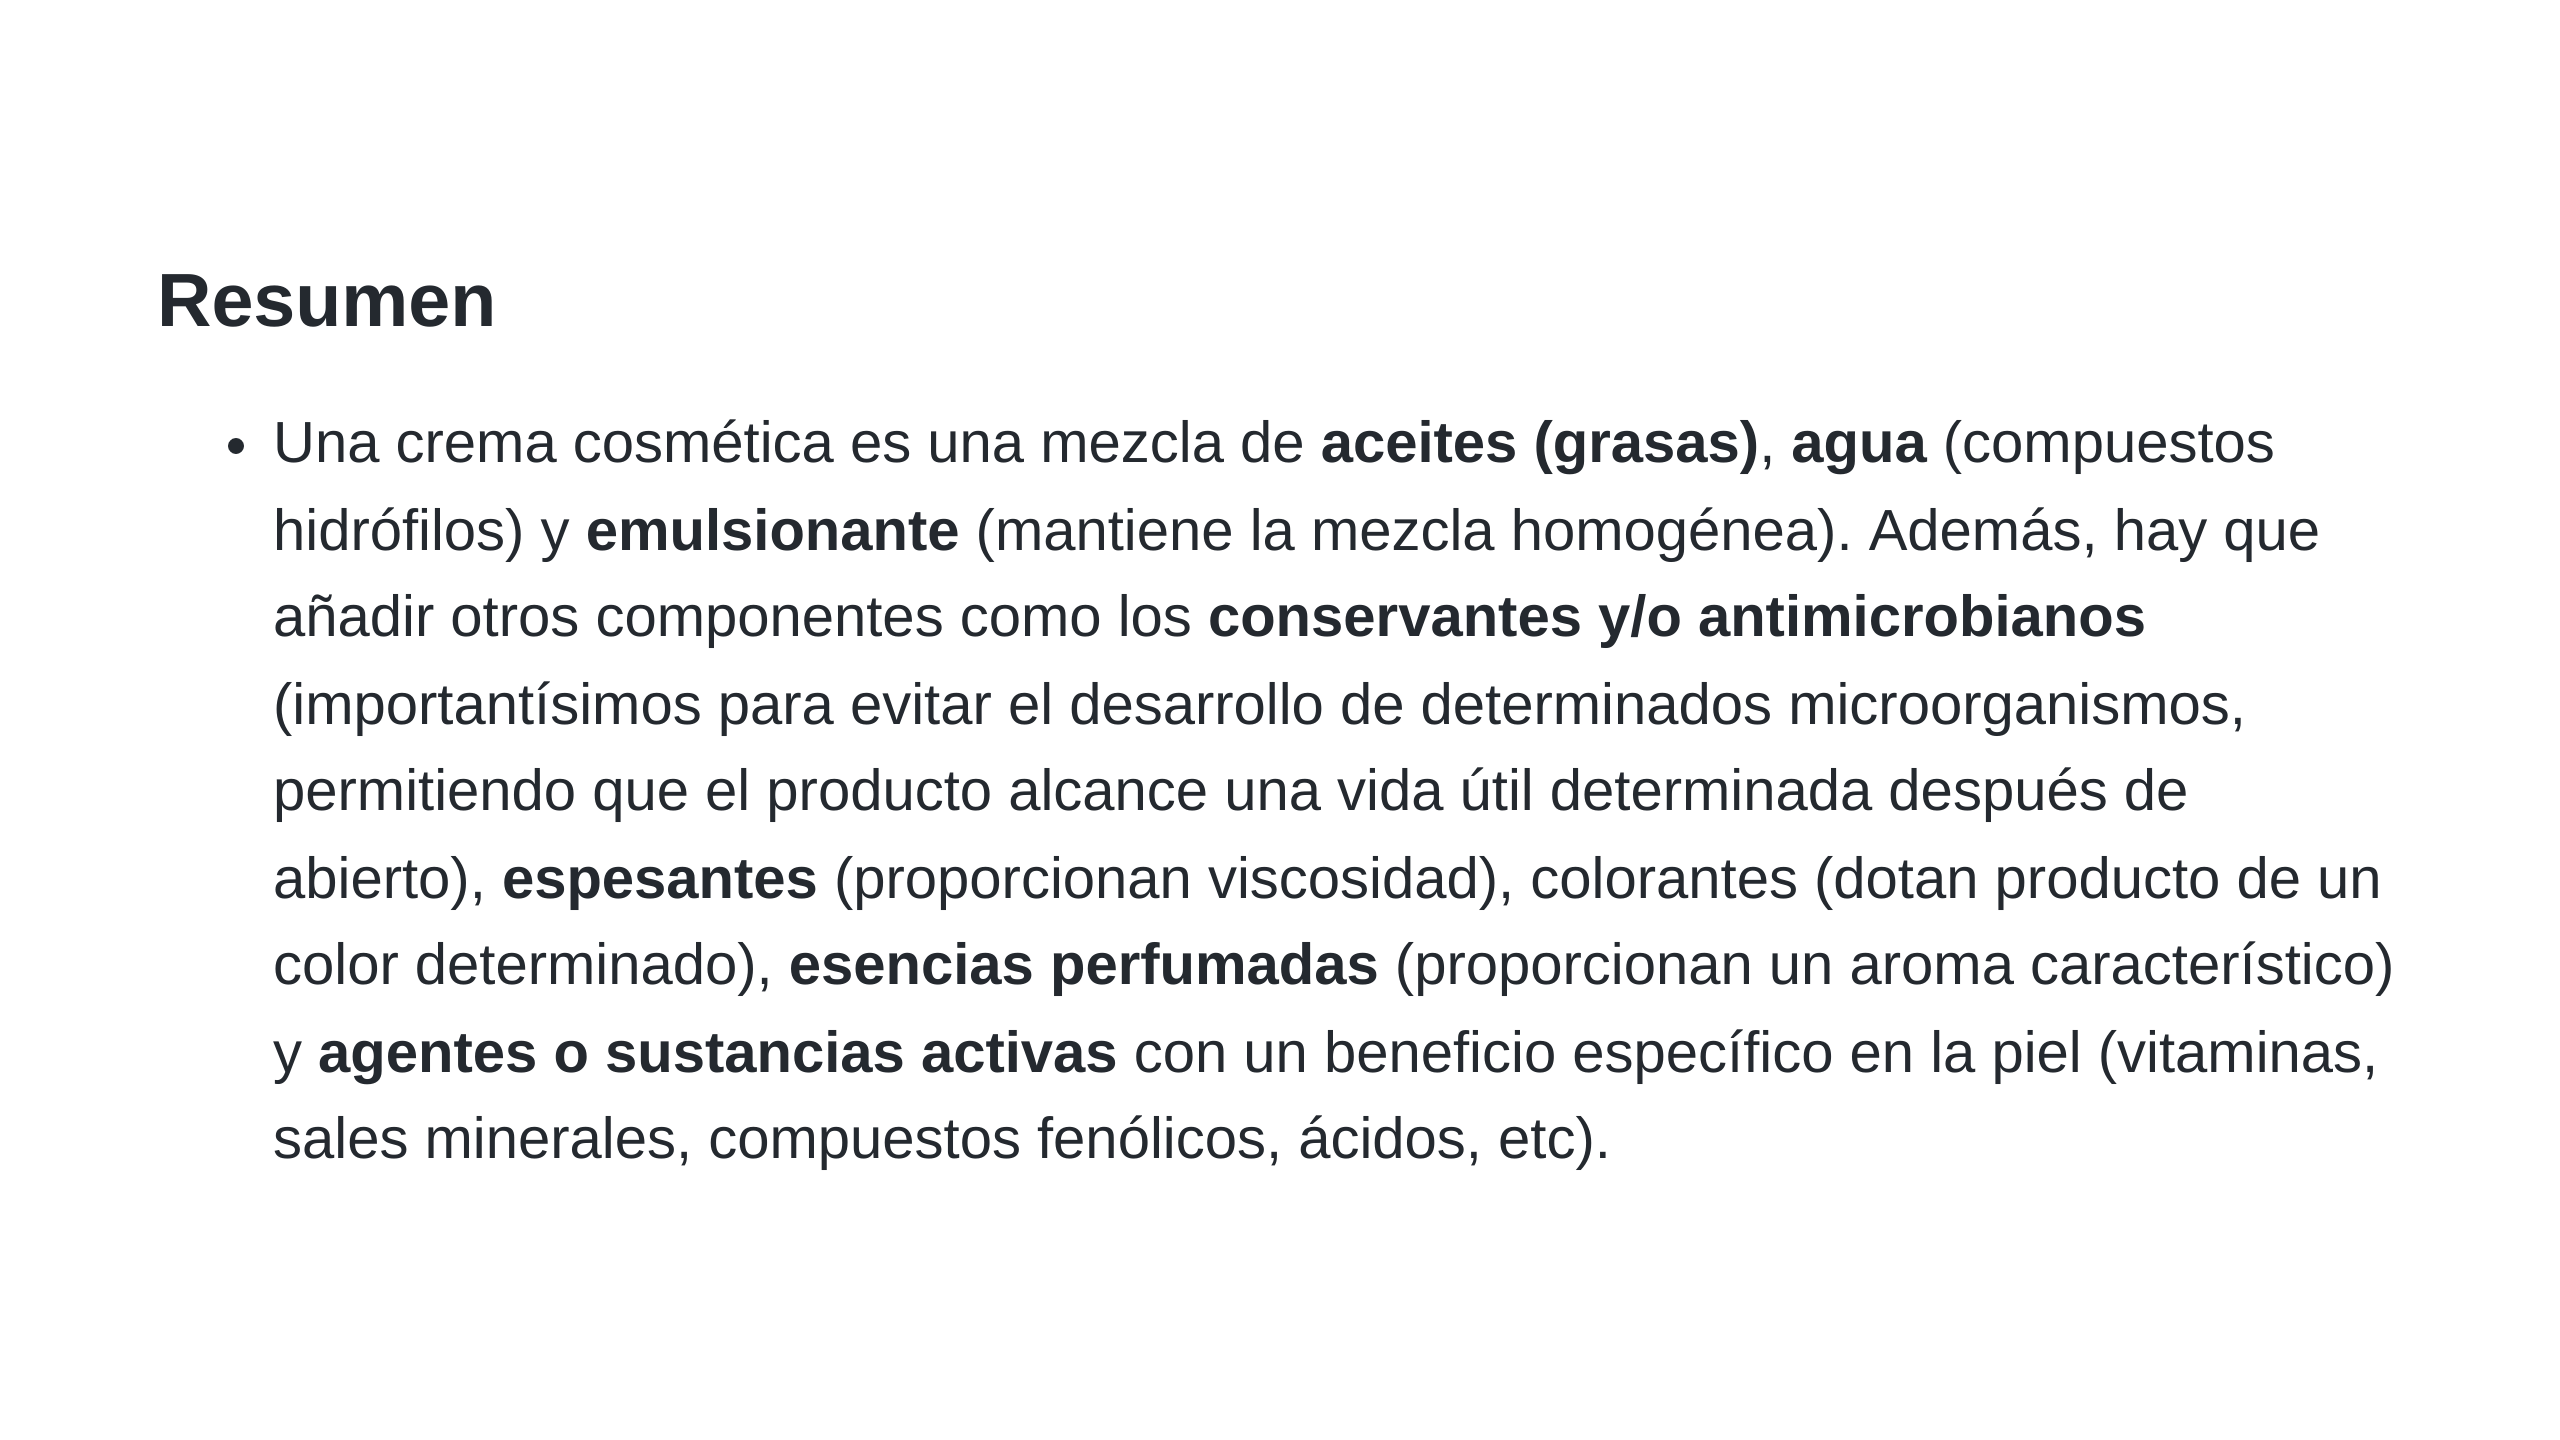 Resumen
• Una crema cosmética es una mezcla de aceites (grasas), agua (compuestos
hidrófilos) y emulsionante (mantiene la mezcla homogénea). Además, hay que
añadir otros componentes como los conservantes y/o antimicrobianos
(importantísimos para evitar el desarrollo de determinados microorganismos,
permitiendo que el producto alcance una vida útil determinada después de
abierto), espesantes (proporcionan viscosidad), colorantes (dotan producto de un
color determinado), esencias perfumadas (proporcionan un aroma característico)
y agentes o sustancias activas con un beneficio específico en la piel (vitaminas,
sales minerales, compuestos fenólicos, ácidos, etc).